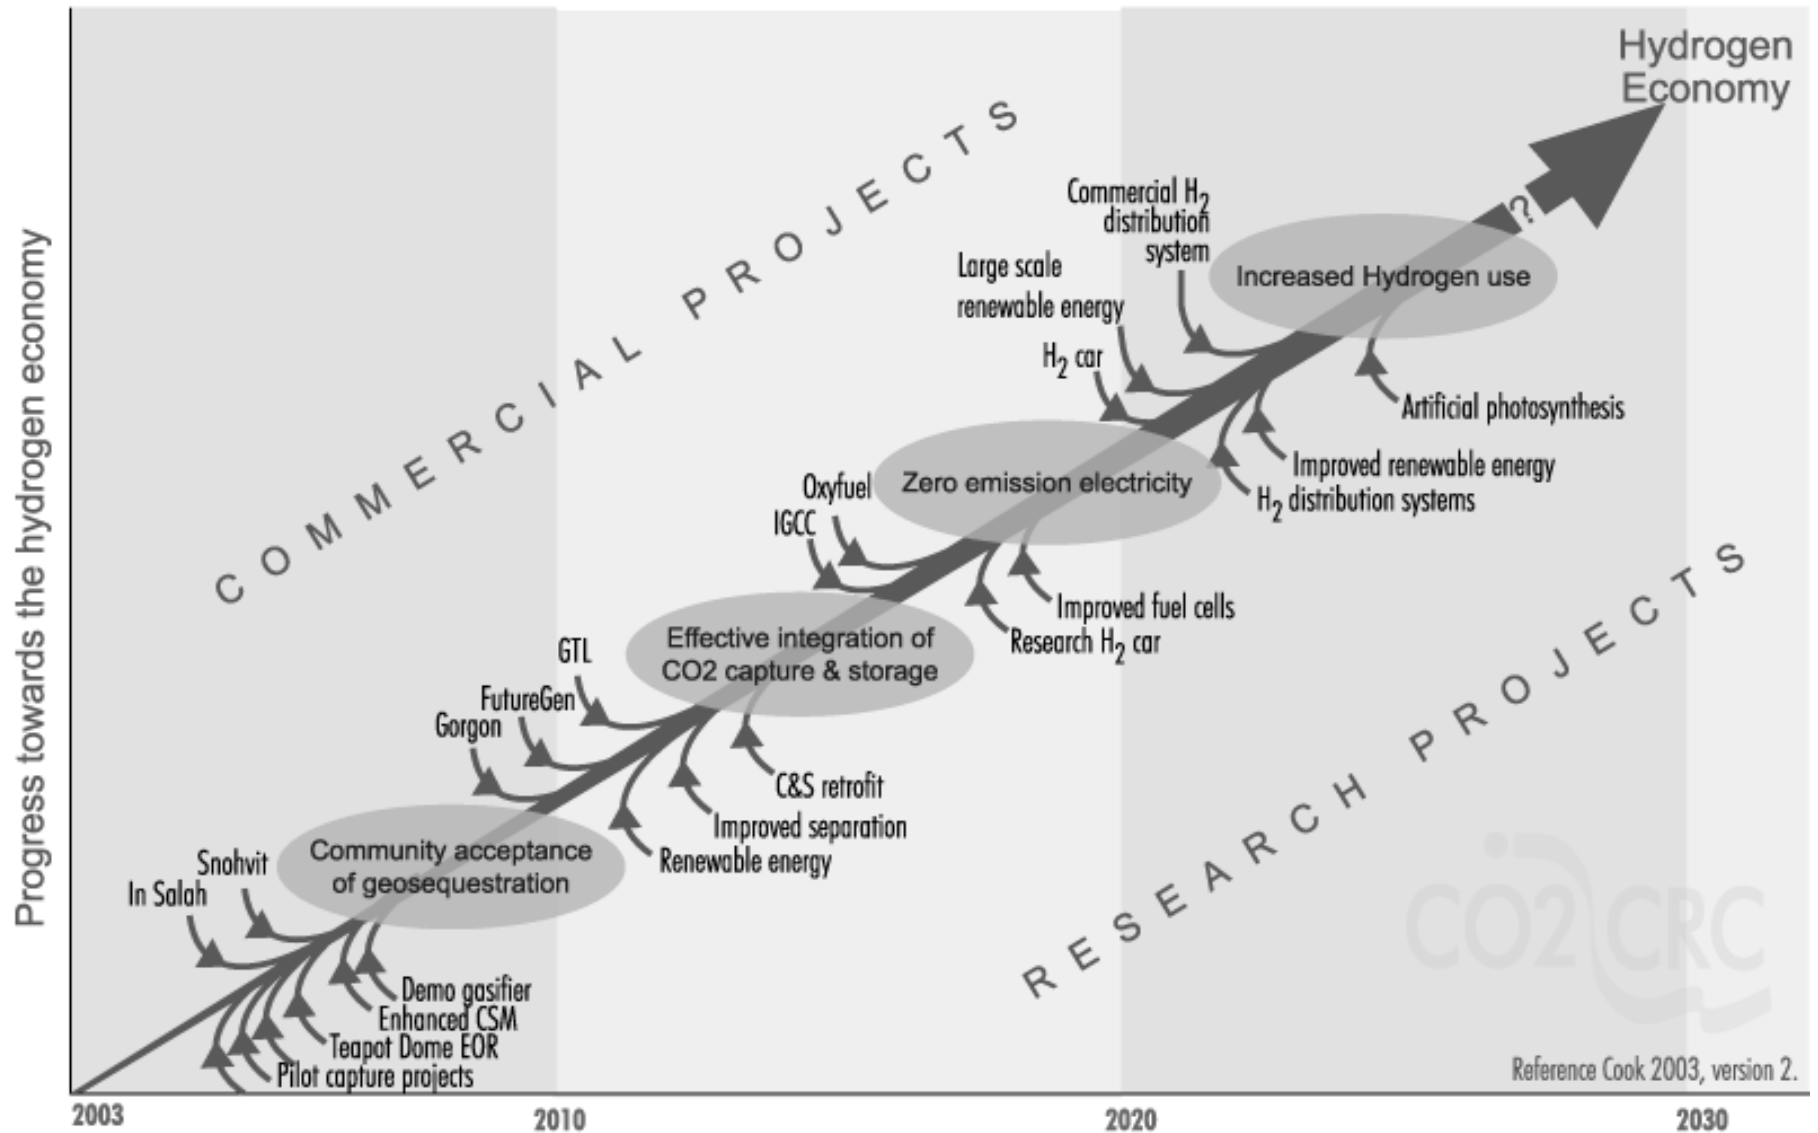 Hydrogen
Economy
COMMERCIAL PROJECTS
Commercial H2
distribution
system
Large scale
renewable energy
H2 car
?
Increased Hydrogen use
Artificial photosynthesis
Improved renewable energy
H2 distribution systems
Zero emission electricity
Oxyfuel
IGCC
Improved fuel cells
Research H2 car
Effective integration of
CO2 capture & storage
GTL
FutureGen
Gorgon
C&S retrofit
Improved separation
Renewable energy
Community acceptance
of geosequestration
Snohvit
In Salah
Demo gasifier
Enhanced CSM
Teapot Dome EOR
Pilot capture projects
RESEARCH PROJECTS
CO2 CRC
Reference Cook 2003, version 2.
Progress towards the hydrogen economy
2003
2010
2020
2030